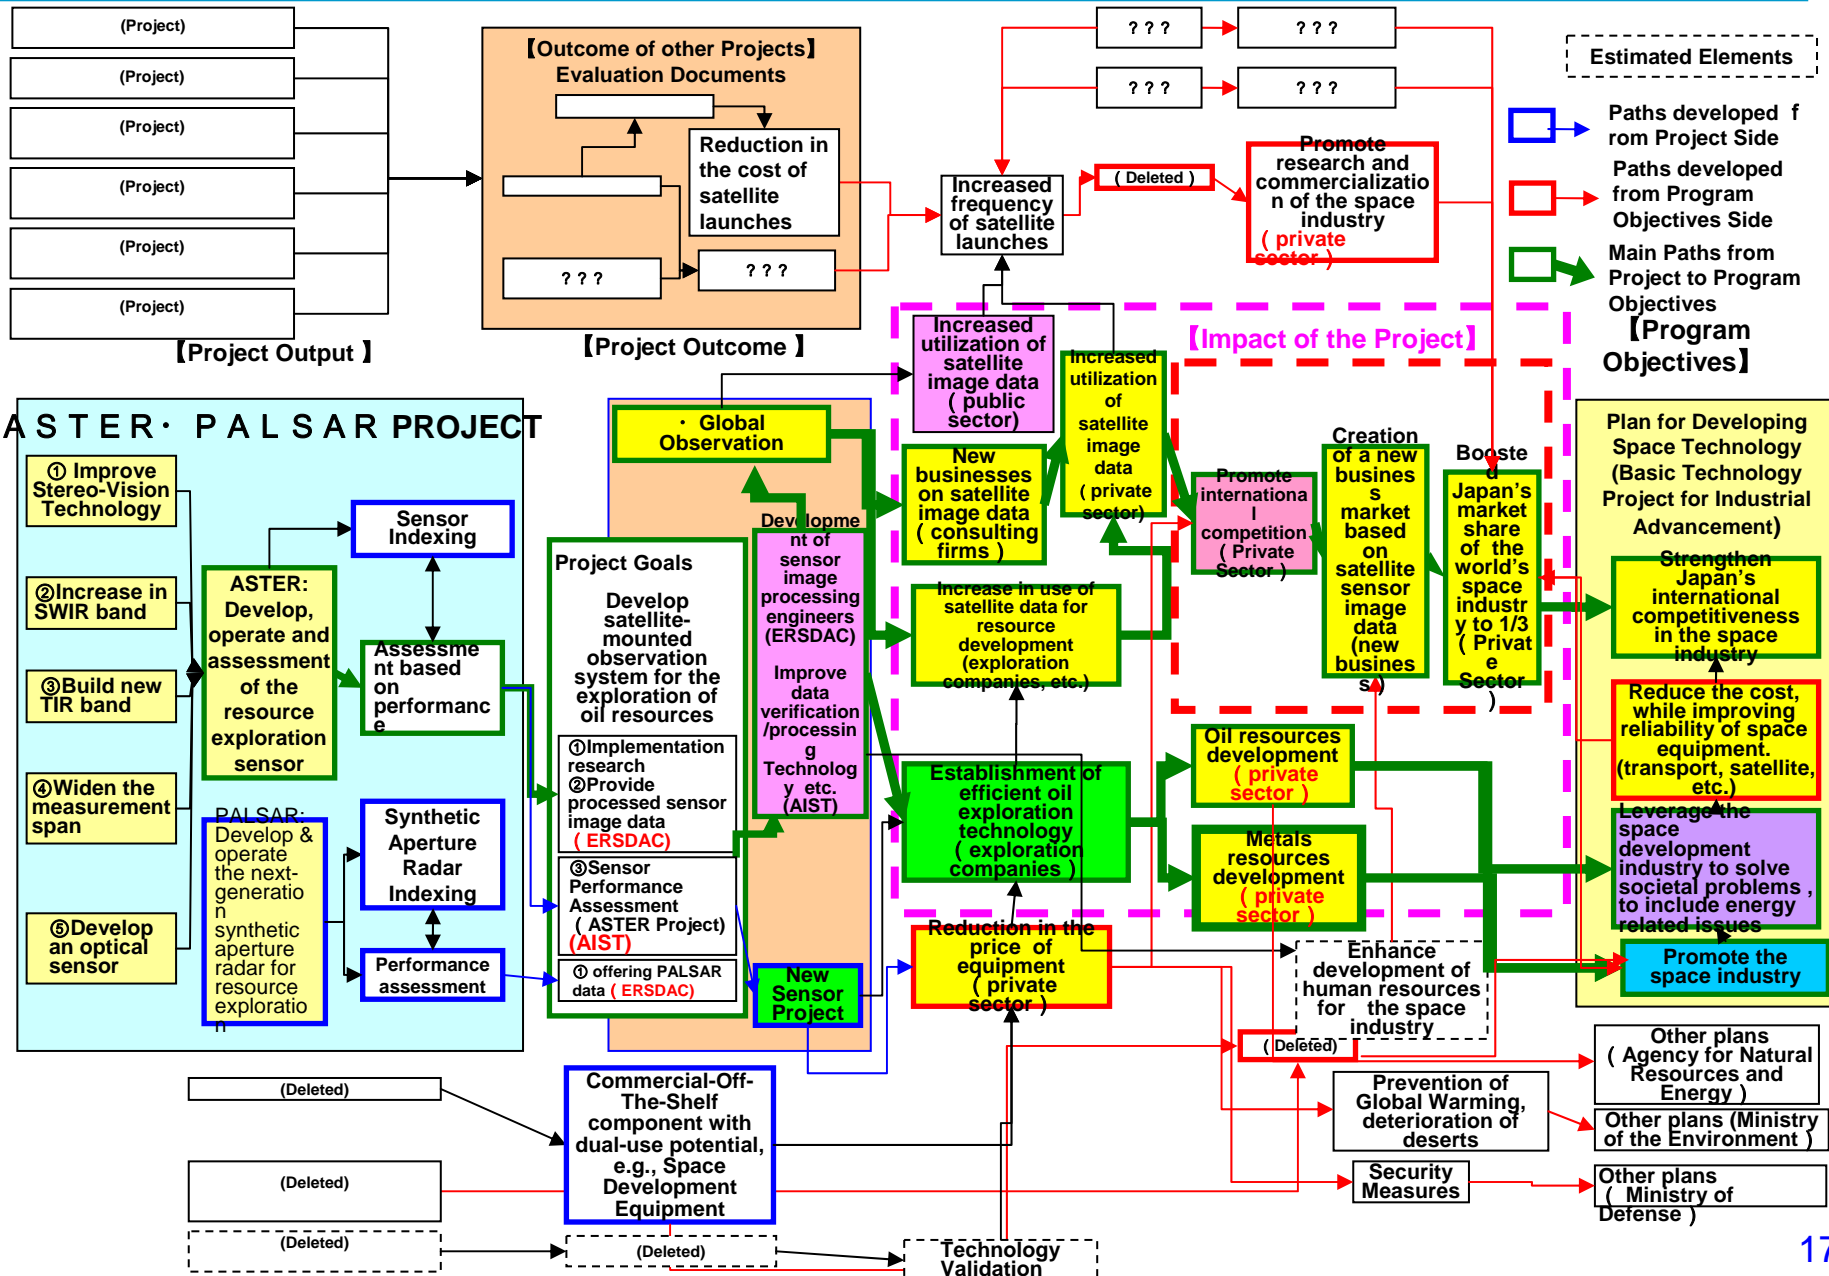 (Project)
(Project)
(Project)
(Project)
(Project)
(Project)
【Project Output 】
【Outcome of other Projects】
Evaluation Documents
Reduction in
the cost of
satellite
launches
? ? ?
? ? ?
【Project Outcome 】
? ? ?
? ? ?
? ? ?
? ? ?
Increased
frequency
of satellite
launches
( Deleted )
Promote
research and
commercializatio
n of the space
industry
( private
sector )
Estimated Elements
Paths developed f
rom Project Side
Paths developed
from Program
Objectives Side
Main Paths from
Project to Program
Objectives
【Program
Objectives】
【Impact of the Project】
ASTER・PALSAR PROJECT
① Improve
Stereo-Vision
Technology
②Increase in
SWIR band
③Build new
TIR band
④Widen the
measurement
span
⑤Develop
an optical
sensor
ASTER:
Develop,
operate and
assessment
of the
resource
exploration
sensor
PALSAR:
Develop &
operate
the next-
generatio
n
synthetic
aperture
radar for
resource
exploratio
n
Sensor
Indexing
Assessme
nt based
on
performanc
e
Synthetic
Aperture
Radar
Indexing
Performance
assessment
・ Global
Observation
Project Goals
Develop
satellite-
mounted
observation
system for the
exploration of
oil resources
①Implementation
research
②Provide
processed sensor
image data
( ERSDAC)
③Sensor
Performance
Assessment
( ASTER Project)
(AIST)
① offering PALSAR
data ( ERSDAC)
Developme
nt of
sensor
image
processing
engineers
(ERSDAC)
Improve
data
verification
/processin
g
Technolog
y etc.
(AIST)
New
Sensor
Project
Increased
utilization of
satellite
image data
( public
sector)
Increased
utilization
of
satellite
image
data
( private
sector)
New
businesses
on satellite
image data
( consulting
firms )
Increase in use of
satellite data for
resource
development
(exploration
companies, etc.)
Establishment of
efficient oil
exploration
technology
( exploration
companies )
Reduction in the
price of
equipment
( private
sector )
Promote
internationa
l
competition
( Private
Sector )
Creation
of a new
busines
s
market
based
on
satellite
sensor
image
data
(new
busines
s )
Booste
d
Japan's
market
share
of the
world's
space
industr
y to 1/3
( Privat
e
Sector
)
Oil resources
development
( private
sector )
Metals
resources
development
( private
sector )
Enhance
development of
human resources
for the space
industry
( Deleted)
Plan for Developing
Space Technology
(Basic Technology
Project for Industrial
Advancement)
Strengthen
Japan's
international
competitiveness
in the space
industry
Reduce the cost,
while improving
reliability of space
equipment.
(transport, satellite,
etc.)
Leverage the
space
development
industry to solve
societal problems ,
to include energy
related issues
Promote the
space industry
Other plans
( Agency for Natural
Resources and
Energy )
Prevention of
Global Warming,
deterioration of
deserts
Other plans (Ministry
of the Environment )
Security
Measures
Other plans
( Ministry of
Defense )
(Deleted)
(Deleted)
(Deleted)
Commercial-Off-
The-Shelf
component with
dual-use potential,
e.g., Space
Development
Equipment
(Deleted)
Technology
Validation
17